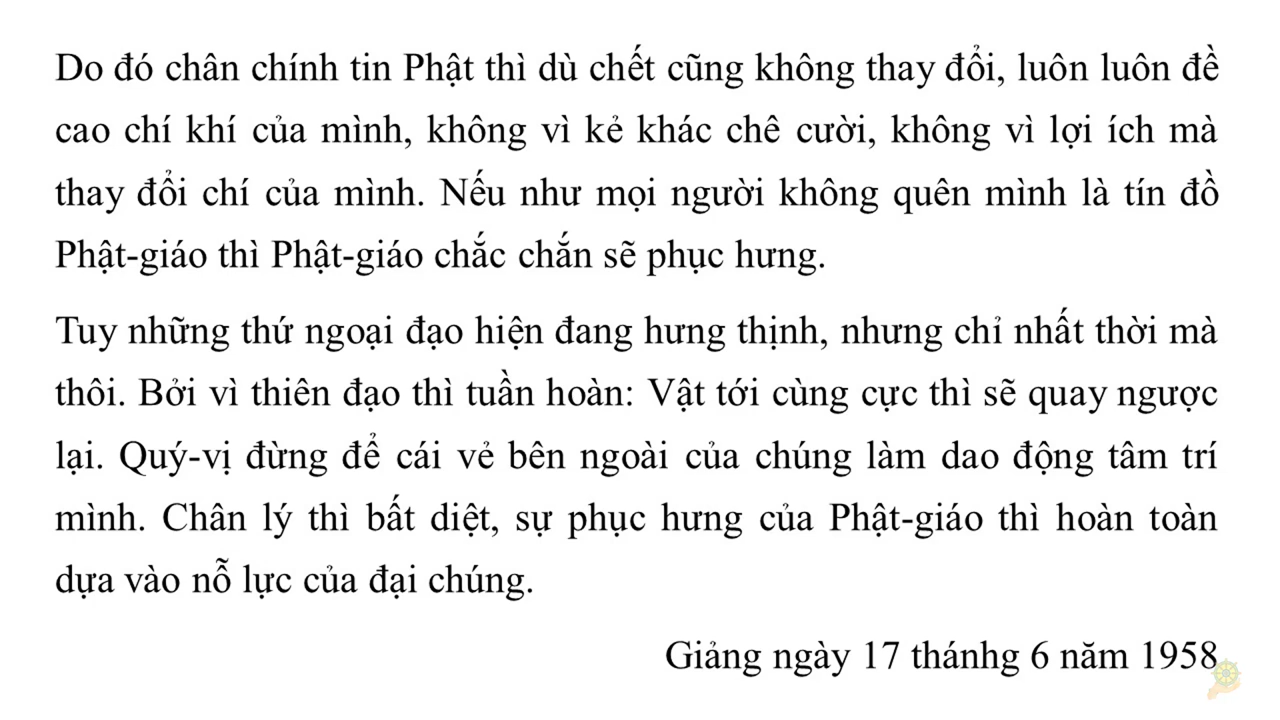 Do đó chân chính tin Phật thì dù chết cũng không thay đổi, luôn luôn đề
cao chí khí của mình, không vì kẻ khác chê cười, không vì lợi ích mà
thay đổi chí của mình. Nếu như mọi người không quên mình là tín đồ
Phật-giáo thì Phật-giáo chắc chắn sẽ phục hưng.
Tuy những thứ ngoại đạo hiện đang hưng thịnh, nhưng chỉ nhất thời mà
thôi. Bởi vì thiên đạo thì tuần hoàn: Vật tới cùng cực thì sẽ quay ngược
lại. Quý-vị đừng để cái vẻ bên ngoài của chúng làm dao động tâm trí
mình. Chân lý thì bất diệt, sự phục hưng của Phật-giáo thì hoàn toàn
dựa vào nỗ lực của đại chúng.
Giảng ngày 17 thánhg 6 năm 1958